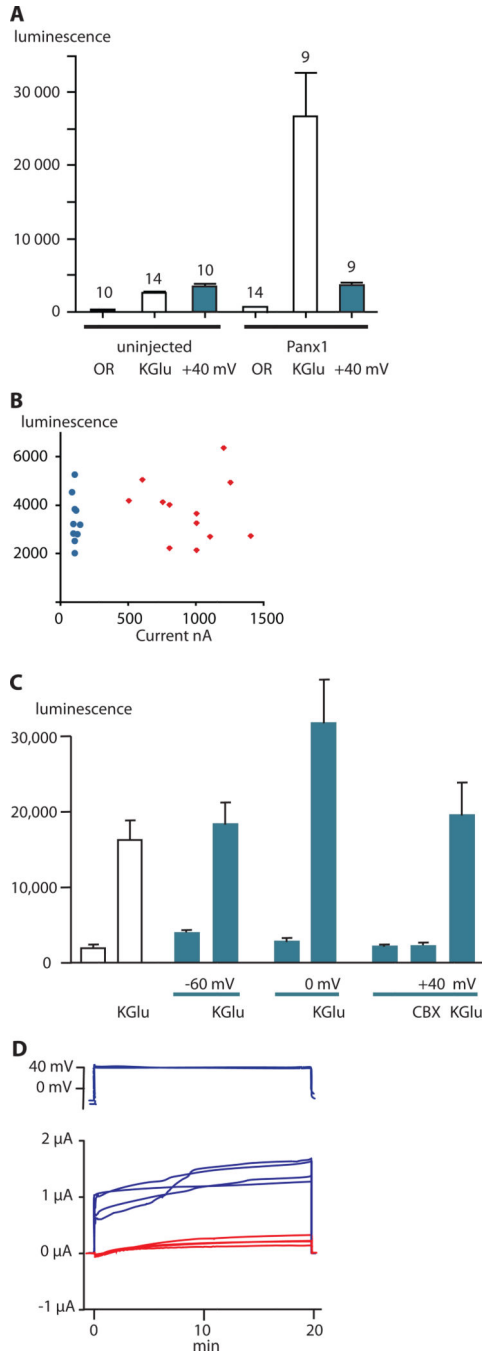 A
luminescence
9
30 000
20 000
10 000
10
14
10
14
9
0
uninjected
Panx1
OR
KGlu
+40 mV
OR
KGlu
+40 mV
B
luminescence
6000
4000
2000
0
500
1000
1500
Current nA
C
luminescence
30,000
20,000
10,000
0
-60 mV
0 mV
+40 mV
KGlu
KGlu
KGlu
CBX
KGlu
D
40 mV
0 mV
2 µA
1 µA
0 µA
-1 µA
0
10
20
min